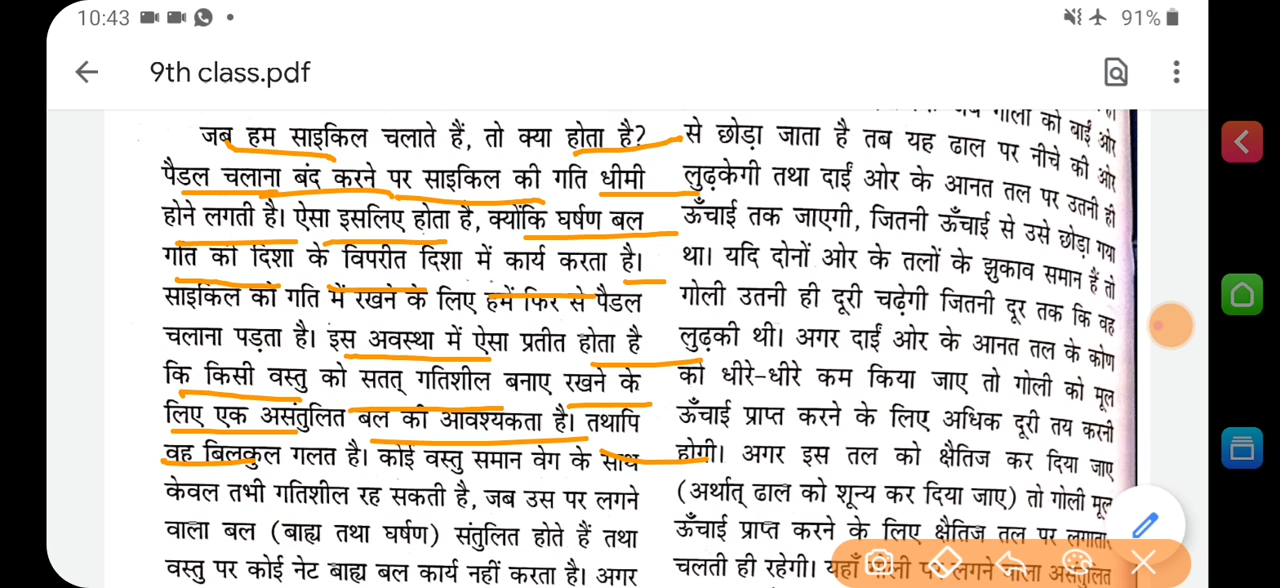 10:43
91%
9th class.pdf
जब हम साइकिल चलाते हैं, तो क्या होता है?
पैडल चलाना बंद करने पर साइकिल की गति धीमी
होने लगती है। ऐसा इसलिए होता है, क्योंकि घर्षण बल
गति की दिशा के विपरीत दिशा में कार्य करता है।
साइकिल को गति में रखने के लिए हमें फिर से पैडल
चलाना पड़ता है। इस अवस्था में ऐसा प्रतीत होता है
कि किसी वस्तु को सतत् गतिशील बनाए रखने के
लिए एक असंतुलित बल की आवश्यकता है। तथापि
वह बिलकुल गलत है। कोई वस्तु समान वेग के साथ
केवल तभी गतिशील रह सकती है, जब उस पर लगने
वाला बल (बाह्य तथा घर्षण) संतुलित होते हैं तथा
वस्तु पर कोई नेट बाह्य बल कार्य नहीं करता है। अगर
गोली को बाईं ओर
से छोड़ा जाता है तब यह ढाल पर नीचे की ओर
लुढ़केगी तथा दाईं ओर के आनत तल पर उतनी ही
ऊँचाई तक जाएगी, जितनी ऊँचाई से उसे छोड़ा गया
था। यदि दोनों ओर के तलों के झुकाव समान हैं तो
गोली उतनी ही दूरी चढ़ेगी जितनी दूर तक कि वह
लुढ़की थी। अगर दाईं ओर के आनत तल के कोण
को धीरे-धीरे कम किया जाए तो गोली को मूल
ऊँचाई प्राप्त करने के लिए अधिक दूरी तय करनी
होगी। अगर इस तल को क्षैतिज कर दिया जाए
(अर्थात् ढाल को शून्य कर दिया जाए) तो गोली मूल
ऊँचाई प्राप्त करने के लिए क्षैतिज तल पर लगातार
चलती ही रहेगी। यहाँ गोली पर लगने वाला असंतुलित